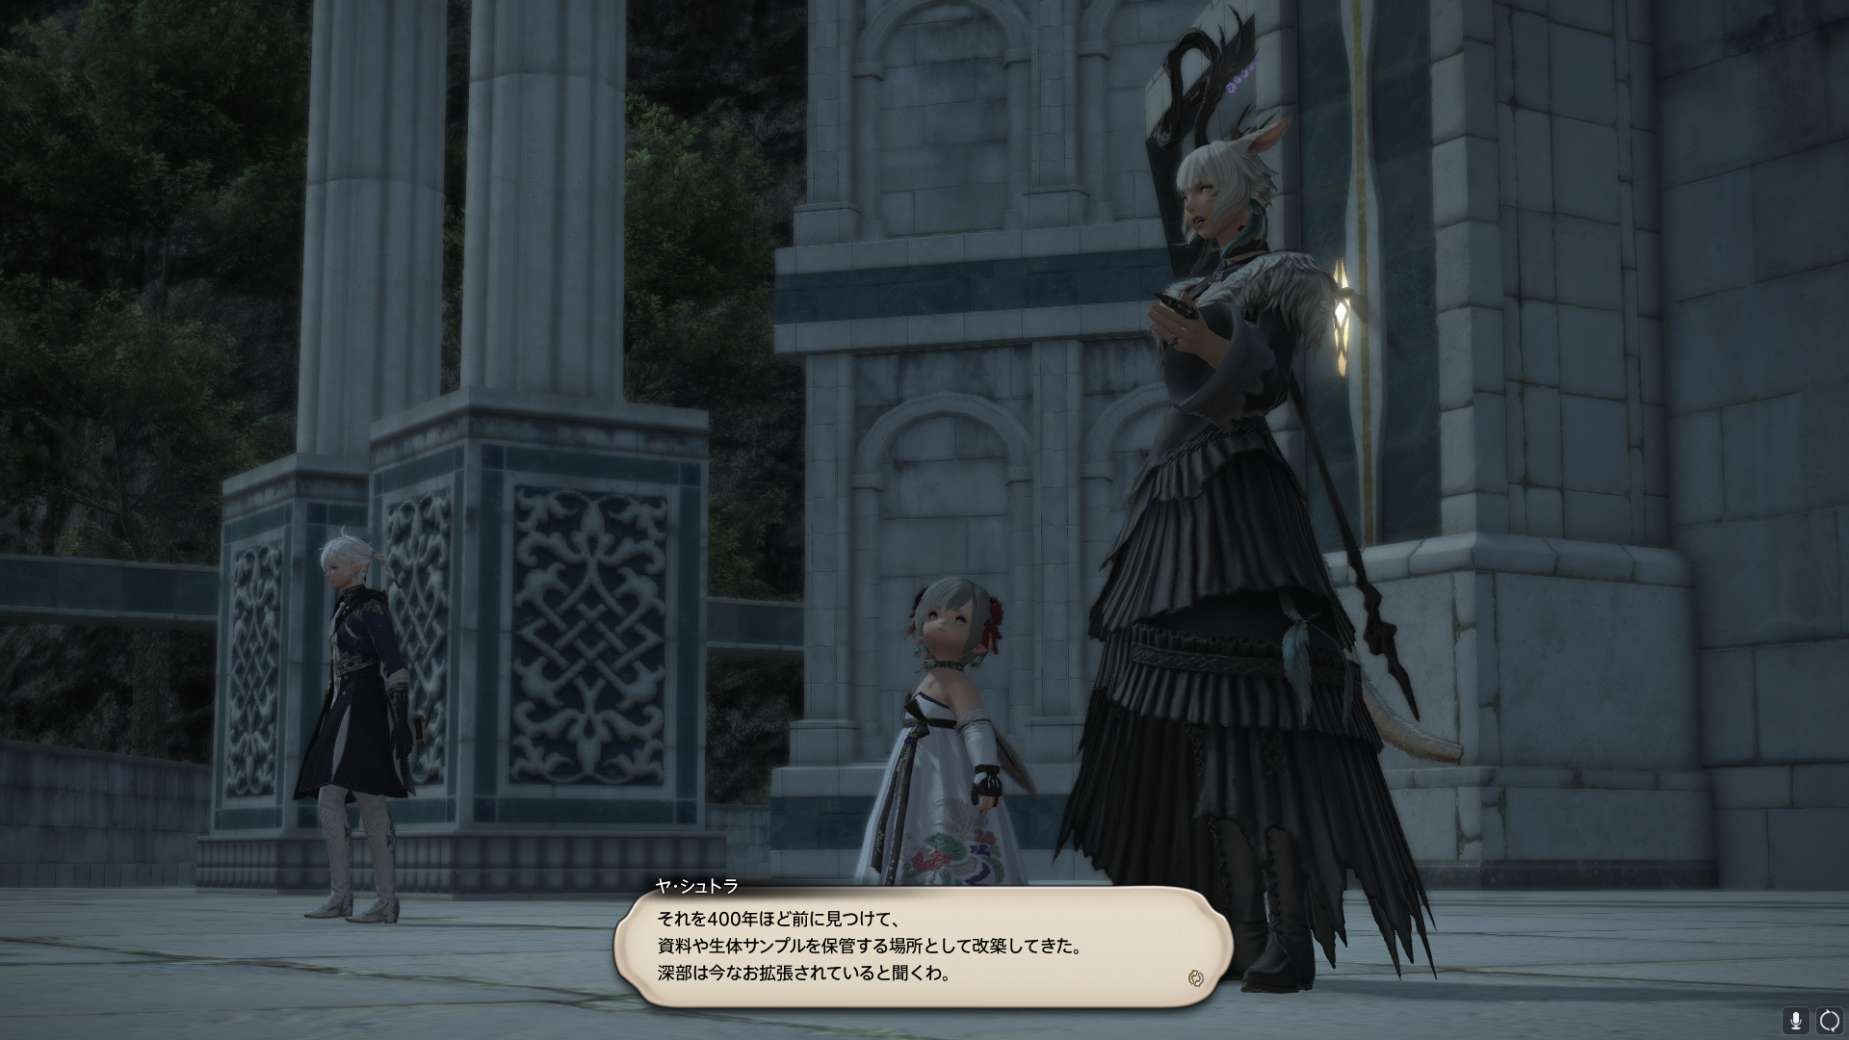 ヤ・シュトラ
それを400年ほど前に見つけて、
資料や生体サンプルを保管する場所として改築してきた。
深部は今なお拡張されていると聞くわ。